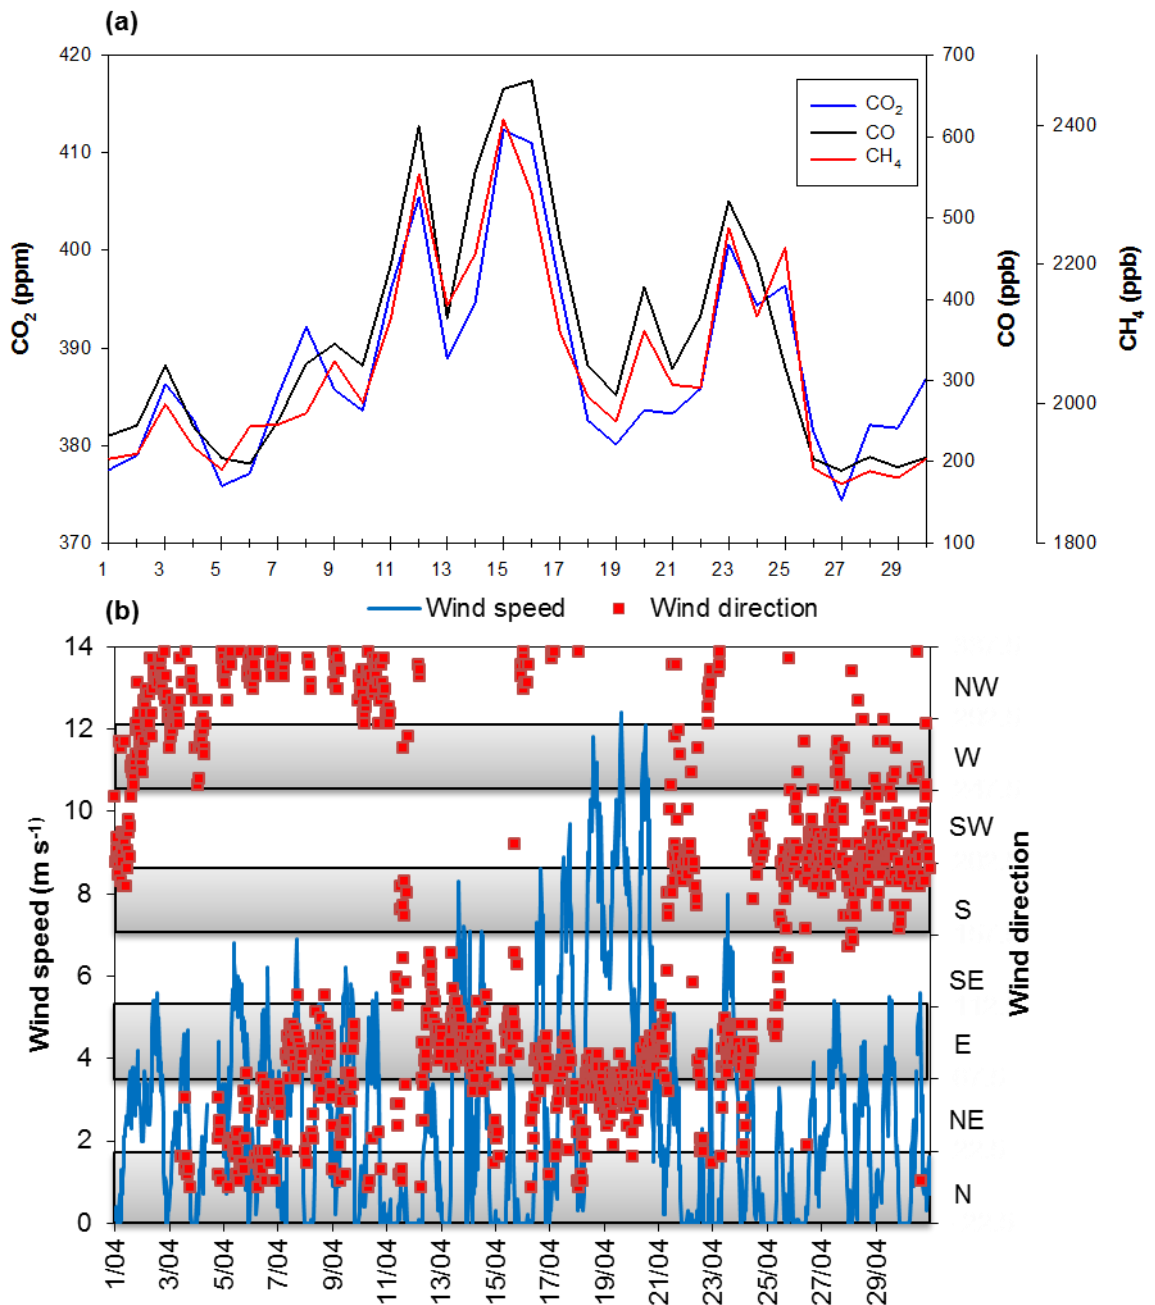 (a)
420
410
400
390
380
370
CO₂ (ppm)
700
600
500
400
300
200
100
CO (ppb)
2400
2200
2000
1800
CH₄ (ppb)
CO₂
CO
CH₄
1 3 5 7 9 11 13 15 17 19 21 23 25 27 29
(b)
Wind speed
Wind direction
14
12
10
8
6
4
2
0
Wind speed (m s⁻¹)
NW
W
SW
S
SE
E
NE
N
Wind direction
1/04 3/04 5/04 7/04 9/04 11/04 13/04 15/04 17/04 19/04 21/04 23/04 25/04 27/04 29/04